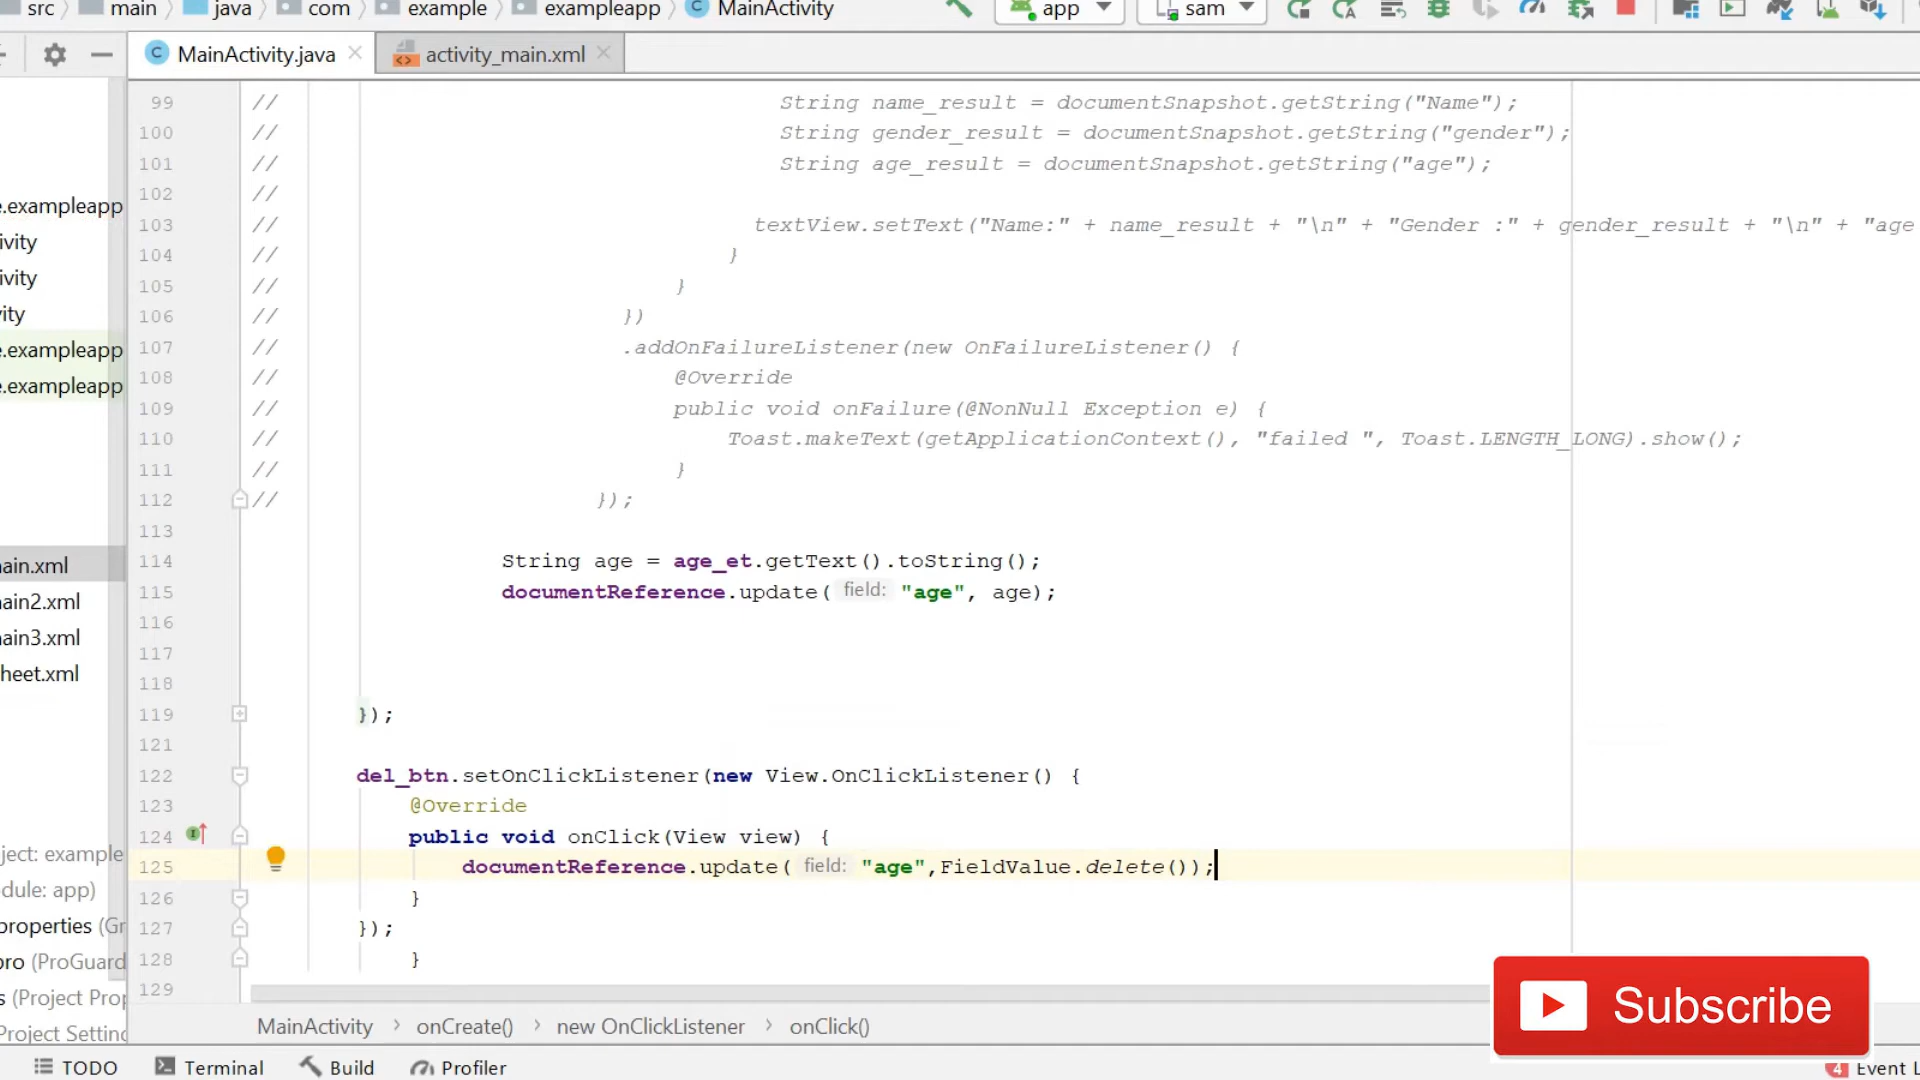 src main java com example exampleapp MainActivity app sam
MainActivity.java activity_main.xml
99 // String name_result = documentSnapshot.getString("Name");
100 // String gender_result = documentSnapshot.getString("gender");
101 // String age_result = documentSnapshot.getString("age");
102 //
103 // textView.setText("Name:" + name_result + "\n" + "Gender :" + gender_result + "\n" + "age
104 // }
105 // }
106 // })
107 // .addOnFailureListener(new OnFailureListener() {
108 // @Override
109 // public void onFailure(@NonNull Exception e) {
110 // Toast.makeText(getApplicationContext(), "failed ", Toast.LENGTH_LONG).show();
111 // }
112 // });
113
114 String age = age_et.getText().toString();
115 documentReference.update( field: "age", age);
116
117
118
119 });
121
122 del_btn.setOnClickListener(new View.OnClickListener() {
123 @Override
124 public void onClick(View view) {
125 documentReference.update( field: "age",FieldValue.delete());
126 }
127 });
128 }
129
e.exampleapp
ivity
ivity
ity
e.exampleapp
e.exampleapp
ain.xml
ain2.xml
ain3.xml
heet.xml
ject: example
dule: app)
properties (Gr
pro (ProGuard
s (Project Prop
Project Setting
MainActivity > onCreate() > new OnClickListener > onClick()
Subscribe
TODO Terminal Build Profiler 4 Event L